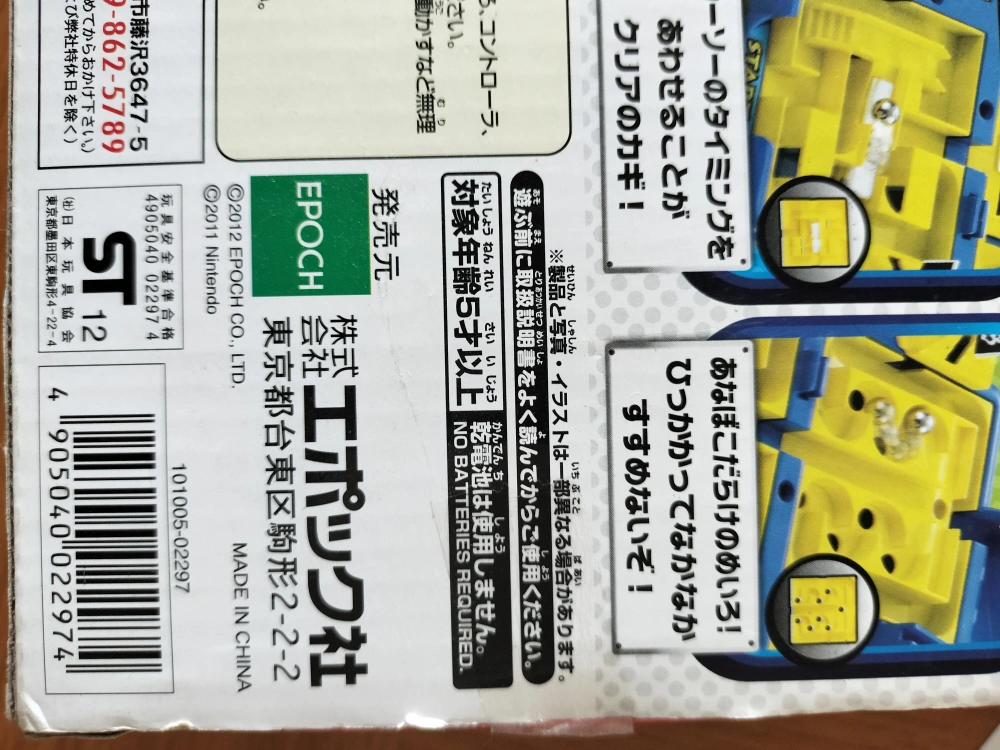 ーソーのタイミングを
あわせることが
クリアのカギ!
あなぼこだらけのめいろ!
ひっかかってなかなか
すすめないぞ!
※製品と写真・イラストは一部異なる場合があります。
遊ぶ前に取扱説明書をよく読んでからご使用ください。
対象年齢5才以上
乾電池は使用しません。
NO BATTERIES REQUIRED.
る、コントローラ、
さい。
動かすなど無理
発売元
EPOCH
株式会社エポック社
東京都台東区駒形2-2-2
©2012 EPOCH CO., LTD.
©2011 Nintendo
MADE IN CHINA
市藤沢3647-5
9-862-5789
めてからおかけ下さい。)
び弊社特休日を除く)
玩具安全基準合格
4905040 022974
ST 12
(社)日本玩具協会
東京都墨田区東駒形4-22-4
101005-02297
4 905040 022974